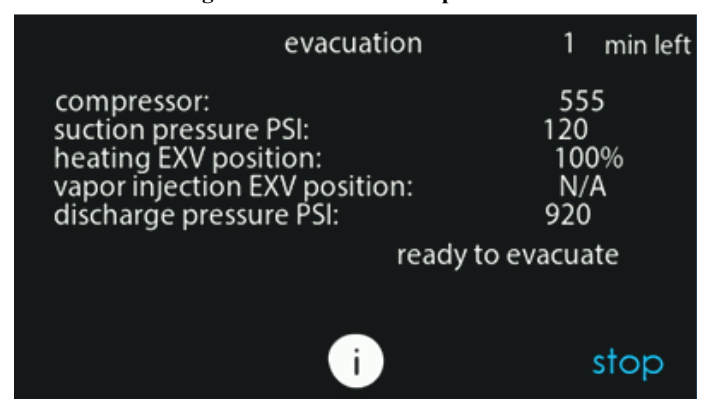 evacuation 1 min left
compressor: 555
suction pressure PSI: 120
heating EXV position: 100%
vapor injection EXV position: N/A
discharge pressure PSI: 920
ready to evacuate
i stop